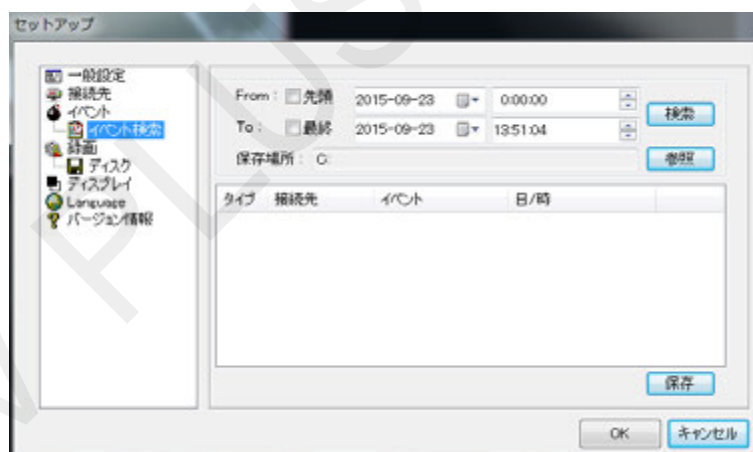 セットアップ
一般設定
接続先
イベント
イベント検索
録画
ディスク
ディスプレイ
Language
バージョン情報
From : 先頭 2015-09-23 0:00:00 検索
To : 最終 2015-09-23 13:51:04
保存場所 : C: 参照
タイプ 接続先 イベント 日/時
保存
OK キャンセル
PLUS